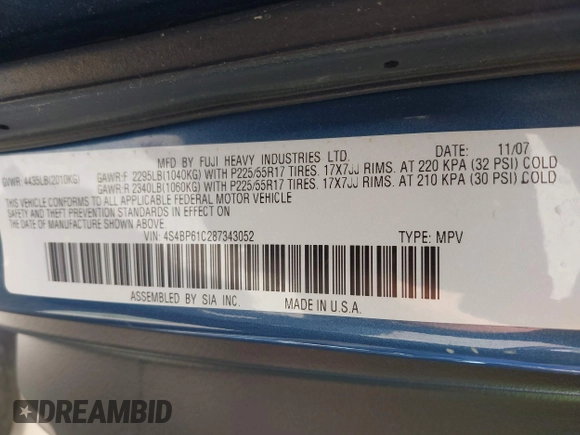 MFD BY FUJI HEAVY INDUSTRIES LTD. DATE: 11/07
GVWR: 4435LB(2010KG) GAWR:F 2295LB(1040KG) WITH P225/55R17 TIRES. 17X7JJ RIMS. AT 220 KPA (32 PSI) COLD
GAWR:R 2340LB(1060KG) WITH P225/55R17 TIRES. 17X7JJ RIMS. AT 210 KPA (30 PSI) COLD
THIS VEHICLE CONFORMS TO ALL APPLICABLE FEDERAL MOTOR VEHICLE
SAFETY AND THEFT PREVENTION STANDARDS IN EFFECT ON
THE DATE OF MANUFACTURE SHOWN ABOVE.
VIN: 4S4BP61C287343052 TYPE: MPV
ASSEMBLED BY SIA INC. MADE IN U.S.A.
DREAMBID